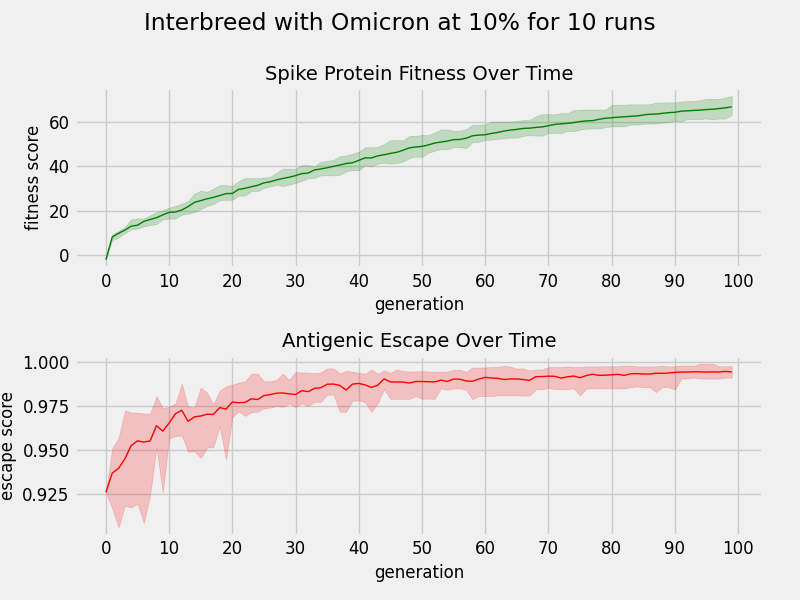 Interbreed with Omicron at 10% for 10 runs
Spike Protein Fitness Over Time
fitness score
60
40
20
0
0 10 20 30 40 50 60 70 80 90 100
generation
Antigenic Escape Over Time
escape score
1.000
0.975
0.950
0.925
0 10 20 30 40 50 60 70 80 90 100
generation